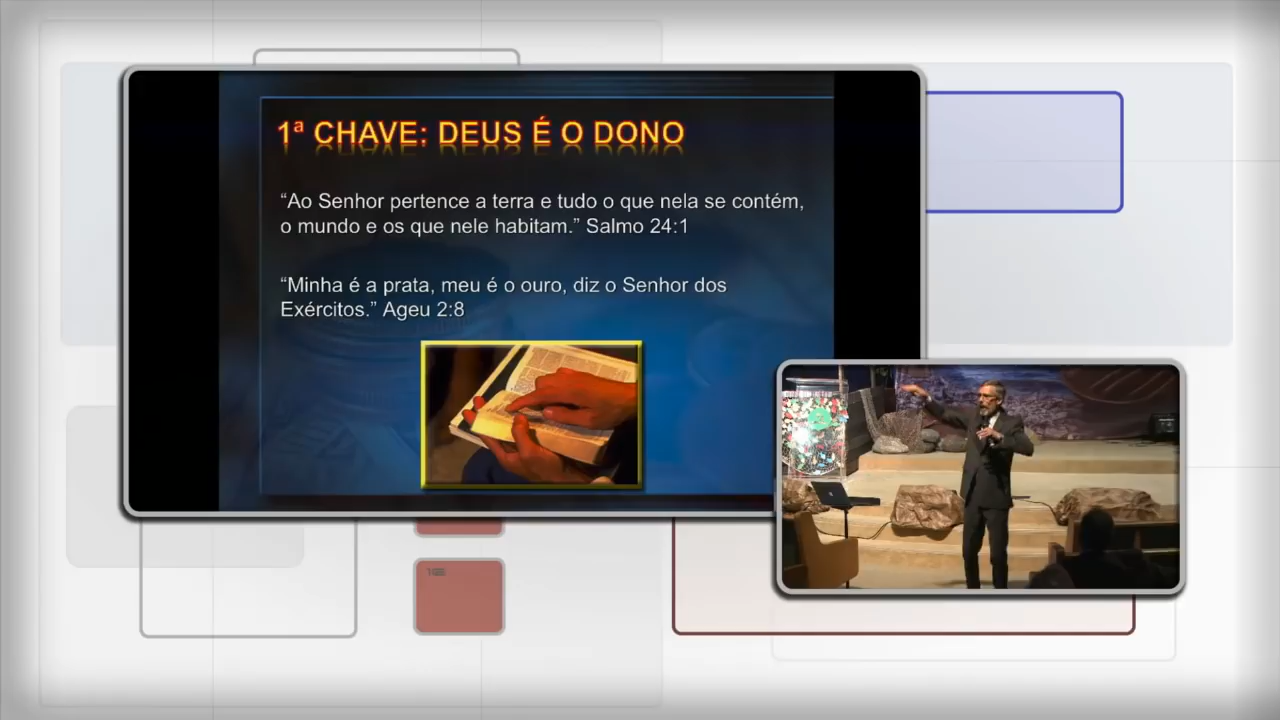 1ª CHAVE: DEUS É O DONO
“Ao Senhor pertence a terra e tudo o que nela se contém,
o mundo e os que nele habitam.” Salmo 24:1
“Minha é a prata, meu é o ouro, diz o Senhor dos
Exércitos.” Ageu 2:8